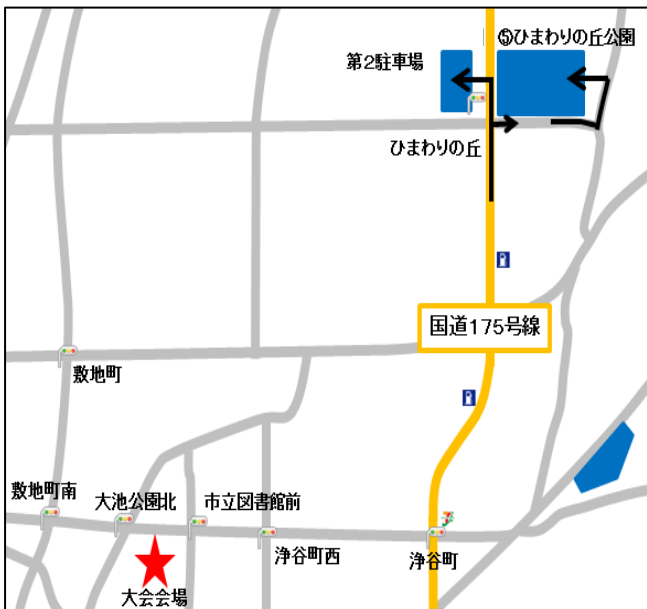 ⑤ひまわりの丘公園
第2駐車場
ひまわりの丘
国道175号線
敷地町
敷地町南
大池公園北
市立図書館前
浄谷町西
浄谷町
大会会場